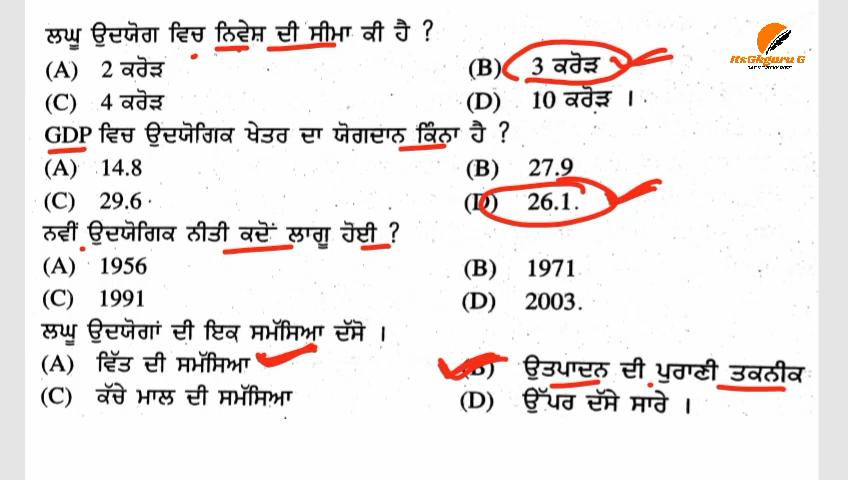 ItsGkguru G
ਲਘੂ ਉਦਯੋਗ ਵਿਚ ਨਿਵੇਸ਼ ਦੀ ਸੀਮਾ ਕੀ ਹੈ ?
(A) 2 ਕਰੋੜ (B) 3 ਕਰੋੜ
(C) 4 ਕਰੋੜ (D) 10 ਕਰੋੜ ।
GDP ਵਿਚ ਉਦਯੋਗਿਕ ਖੇਤਰ ਦਾ ਯੋਗਦਾਨ ਕਿੰਨਾ ਹੈ ?
(A) 14.8 (B) 27.9
(C) 29.6 (D) 26.1.
ਨਵੀਂ ਉਦਯੋਗਿਕ ਨੀਤੀ ਕਦੋਂ ਲਾਗੂ ਹੋਈ ?
(A) 1956 (B) 1971
(C) 1991 (D) 2003.
ਲਘੂ ਉਦਯੋਗਾਂ ਦੀ ਇਕ ਸਮੱਸਿਆ ਦੱਸੋ ।
(A) ਵਿੱਤ ਦੀ ਸਮੱਸਿਆ (B) ਉਤਪਾਦਨ ਦੀ ਪੁਰਾਣੀ ਤਕਨੀਕ
(C) ਕੱਚੇ ਮਾਲ ਦੀ ਸਮੱਸਿਆ (D) ਉੱਪਰ ਦੱਸੇ ਸਾਰੇ ।